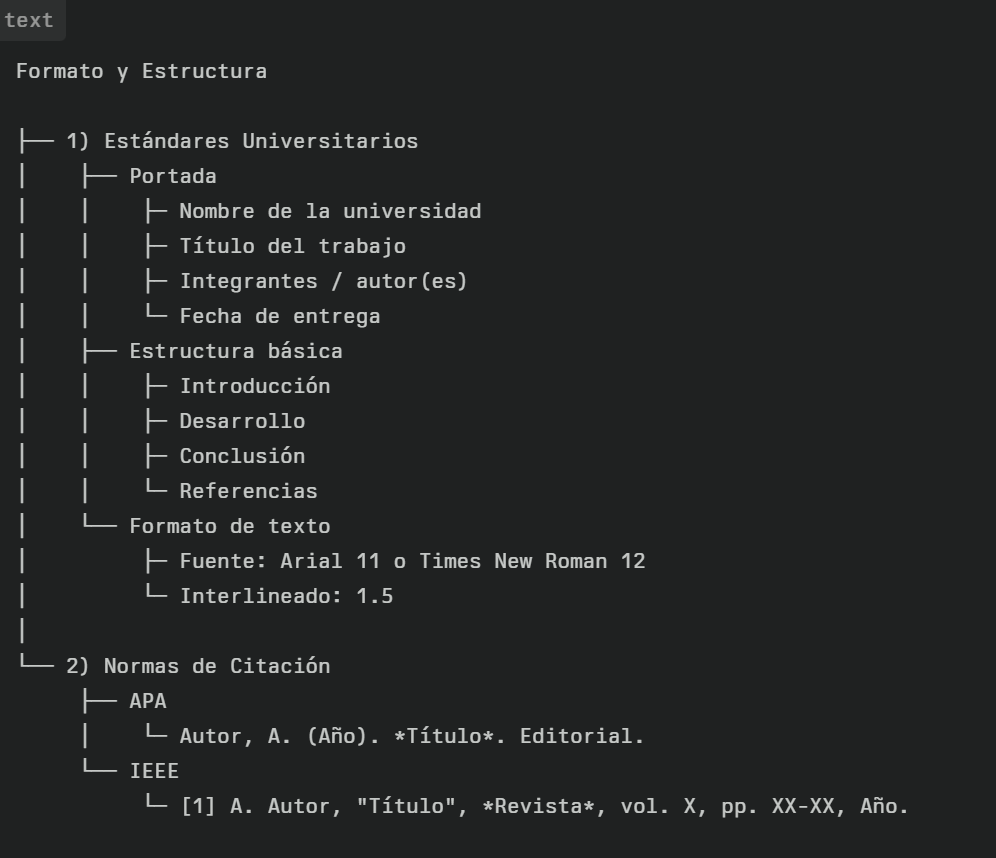 text
Formato y Estructura
├── 1) Estándares Universitarios
│    ├── Portada
│    │    ├─ Nombre de la universidad
│    │    ├─ Título del trabajo
│    │    ├─ Integrantes / autor(es)
│    │    └─ Fecha de entrega
│    ├── Estructura básica
│    │    ├─ Introducción
│    │    ├─ Desarrollo
│    │    ├─ Conclusión
│    │    └─ Referencias
│    └── Formato de texto
│         ├─ Fuente: Arial 11 o Times New Roman 12
│         └─ Interlineado: 1.5
│
└── 2) Normas de Citación
     ├── APA
     │    └─ Autor, A. (Año). *Título*. Editorial.
     └── IEEE
          └─ [1] A. Autor, "Título", *Revista*, vol. X, pp. XX-XX, Año.